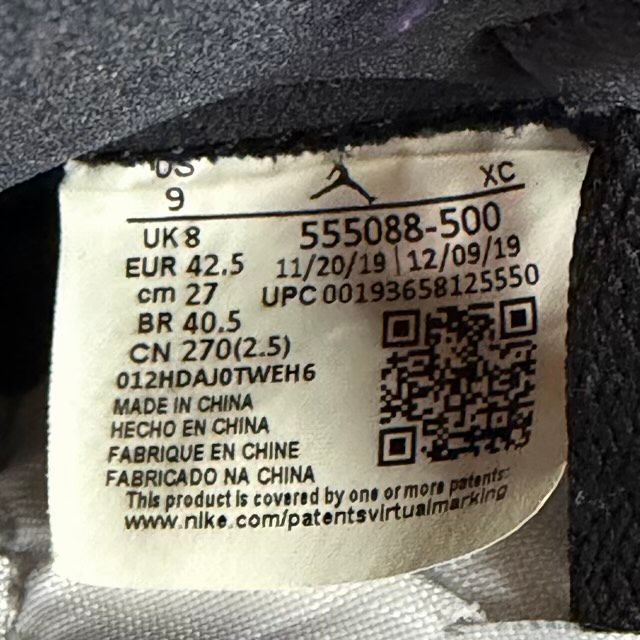 US XC
9
UK 8 555088-500
EUR 42.5 11/20/19 | 12/09/19
cm 27 UPC 00193658125550
BR 40.5
CN 270(2.5)
012HDAJ0TWEH6
MADE IN CHINA
HECHO EN CHINA
FABRIQUE EN CHINE
FABRICADO NA CHINA
This product is covered by one or more patents:
www.nike.com/patentsvirtualmarking